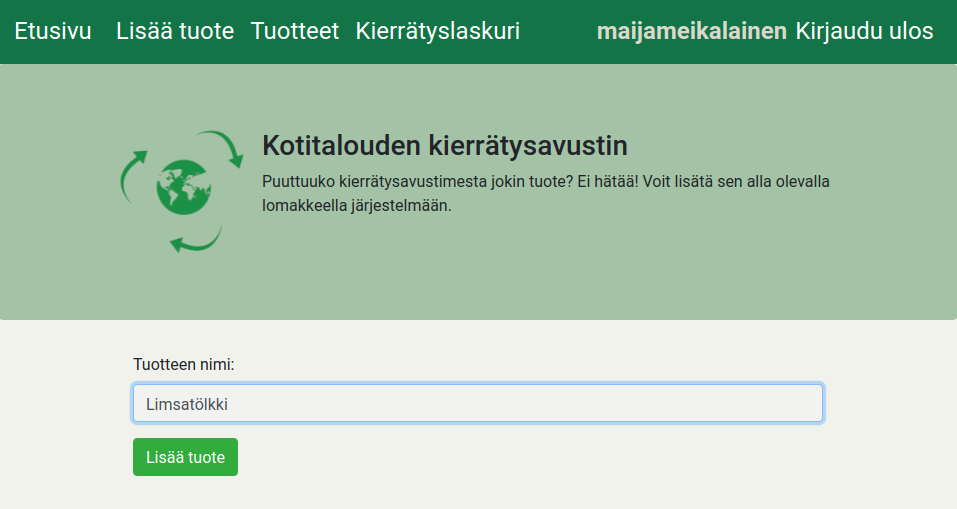 Etusivu Lisää tuote Tuotteet Kierrätyslaskuri maijameikalainen Kirjaudu ulos
Kotitalouden kierrätysavustin
Puuttuuko kierrätysavustimesta jokin tuote? Ei hätää! Voit lisätä sen alla olevalla
lomakkeella järjestelmään.
Tuotteen nimi:
Limsatölkki
Lisää tuote